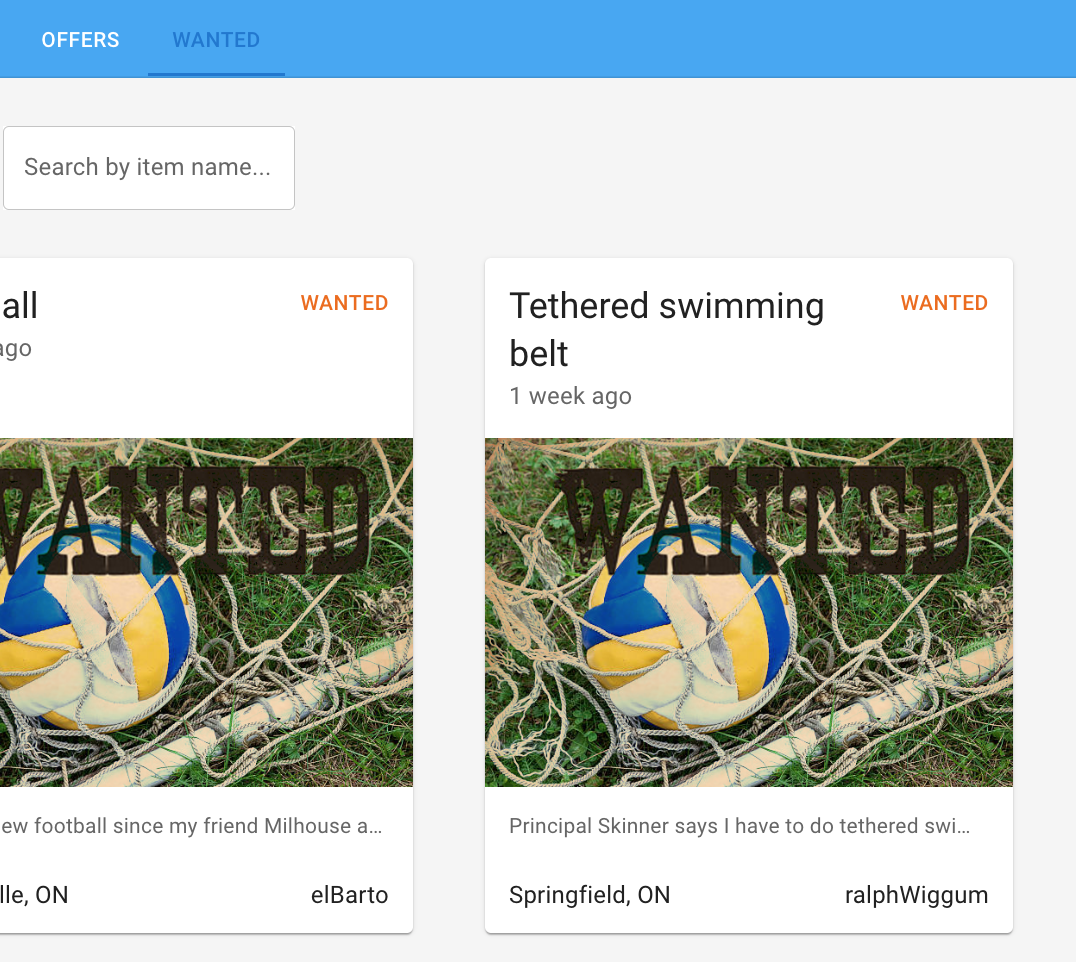 OFFERS WANTED
Search by item name...
all WANTED
ago
WANTED
ew football since my friend Milhouse a...
lle, ON elBarto
Tethered swimming WANTED
belt
1 week ago
WANTED
Principal Skinner says I have to do tethered swi...
Springfield, ON ralphWiggum